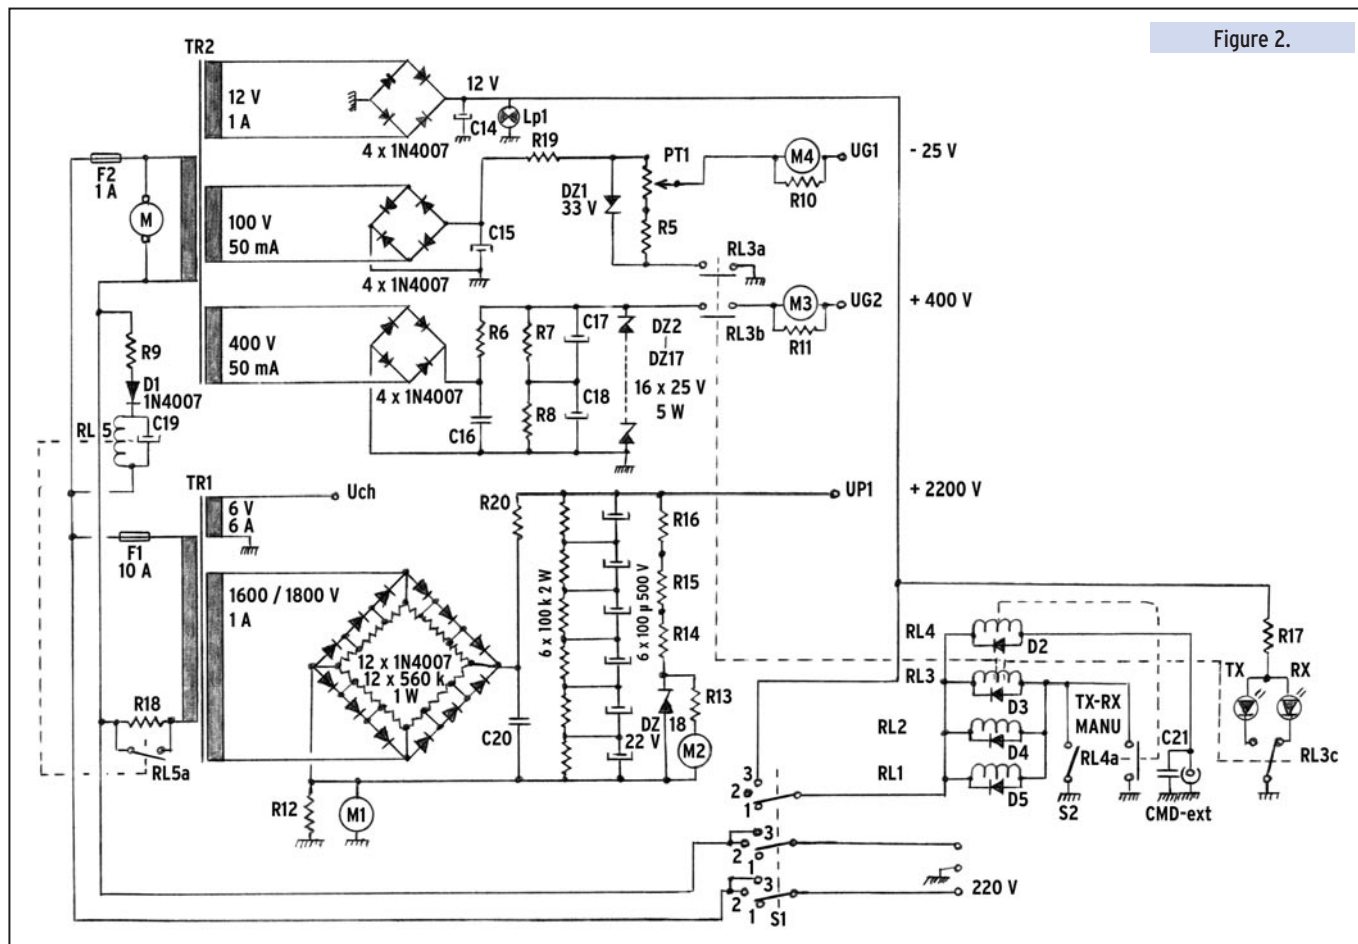 Figure 2.
TR2
12 V
1 A
12 V
C14
Lp1
4 x 1N4007
R19
PT1
M4
UG1
- 25 V
R10
F2
1 A
M
100 V
50 mA
DZ1
33 V
R5
C15
RL3a
4 x 1N4007
M3
UG2
+ 400 V
RL3b
R11
R9
400 V
50 mA
R6
R7
C17
DZ2
DZ17
16 x 25 V
5 W
D1
1N4007
4 x 1N4007
C18
R8
C19
RL 5
C16
TR1
6 V
6 A
Uch
R20
UP1
+ 2200 V
F1
10 A
R16
1600 / 1800 V
1 A
6 x 100 k 2 W
6 x 100 µ 500 V
R15
R14
RL4
D2
R17
12 x 1N4007
12 x 560 k
1 W
RL3
D3
TX
RX
TX-RX
MANU
R18
R13
DZ 18
RL2
D4
C20
22 V
M2
C21
RL5a
RL4a
RL3c
3
2
1
RL1
D5
R12
M1
S2
CMD-ext
3
2
1
3
2
1
S1
220 V